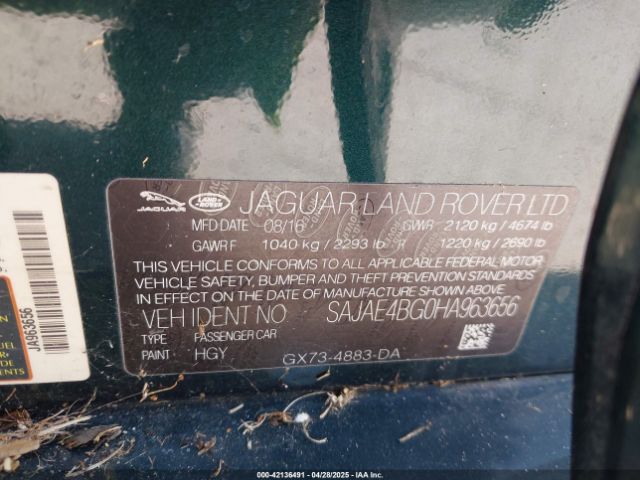 JAGUAR LAND ROVER JAGUAR LAND ROVER LTD
MFD DATE 08/16 GVWR 2120 kg / 4674 lb
GAWR F 1040 kg / 2293 lb R 1220 kg / 2690 lb
THIS VEHICLE CONFORMS TO ALL APPLICABLE FEDERAL MOTOR
VEHICLE SAFETY, BUMPER AND THEFT PREVENTION STANDARDS
IN EFFECT ON THE DATE OF MANUFACTURE SHOWN ABOVE.
VEH IDENT NO SAJAE4BG0HA963656
TYPE PASSENGER CAR
PAINT HGY GX73-4883-DA
JA963656
000-42136491 - 04/28/2025 - IAA Inc.